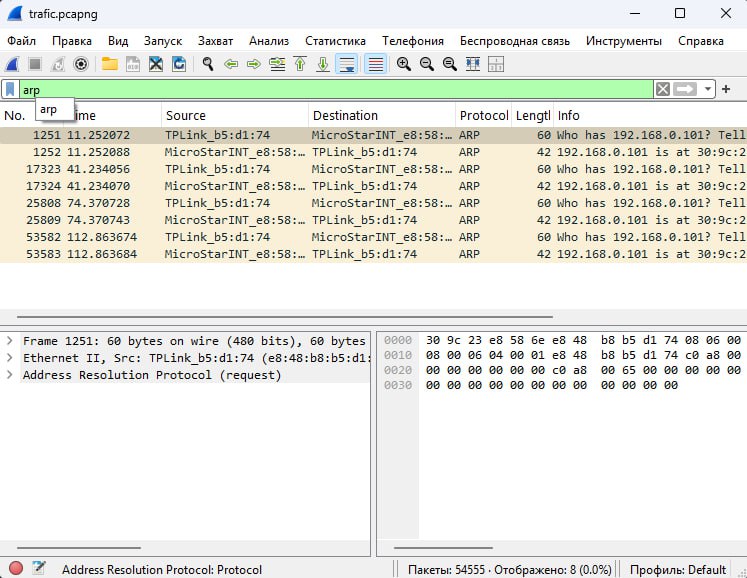 trafic.pcapng
Файл Правка Вид Запуск Захват Анализ Статистика Телефония Беспроводная связь Инструменты Справка
arp
arp
No. ime Source Destination Protocol Lengtl Info
1251 11.252072 TPLink_b5:d1:74 MicroStarINT_e8:58:… ARP 60 Who has 192.168.0.101? Tell
1252 11.252088 MicroStarINT_e8:58:… TPLink_b5:d1:74 ARP 42 192.168.0.101 is at 30:9c:2
17323 41.234056 TPLink_b5:d1:74 MicroStarINT_e8:58:… ARP 60 Who has 192.168.0.101? Tell
17324 41.234070 MicroStarINT_e8:58:… TPLink_b5:d1:74 ARP 42 192.168.0.101 is at 30:9c:2
25808 74.370728 TPLink_b5:d1:74 MicroStarINT_e8:58:… ARP 60 Who has 192.168.0.101? Tell
25809 74.370743 MicroStarINT_e8:58:… TPLink_b5:d1:74 ARP 42 192.168.0.101 is at 30:9c:2
53582 112.863674 TPLink_b5:d1:74 MicroStarINT_e8:58:… ARP 60 Who has 192.168.0.101? Tell
53583 112.863684 MicroStarINT_e8:58:… TPLink_b5:d1:74 ARP 42 192.168.0.101 is at 30:9c:2
Frame 1251: 60 bytes on wire (480 bits), 60 bytes
Ethernet II, Src: TPLink_b5:d1:74 (e8:48:b8:b5:d1:
Address Resolution Protocol (request)
0000 30 9c 23 e8 58 6e e8 48 b8 b5 d1 74 08 06 00
0010 08 00 06 04 00 01 e8 48 b8 b5 d1 74 c0 a8 00
0020 00 00 00 00 00 00 c0 a8 00 65 00 00 00 00 00
0030 00 00 00 00 00 00 00 00 00 00 00 00
Address Resolution Protocol: Protocol
Пакеты: 54555 · Отображено: 8 (0.0%)
Профиль: Default